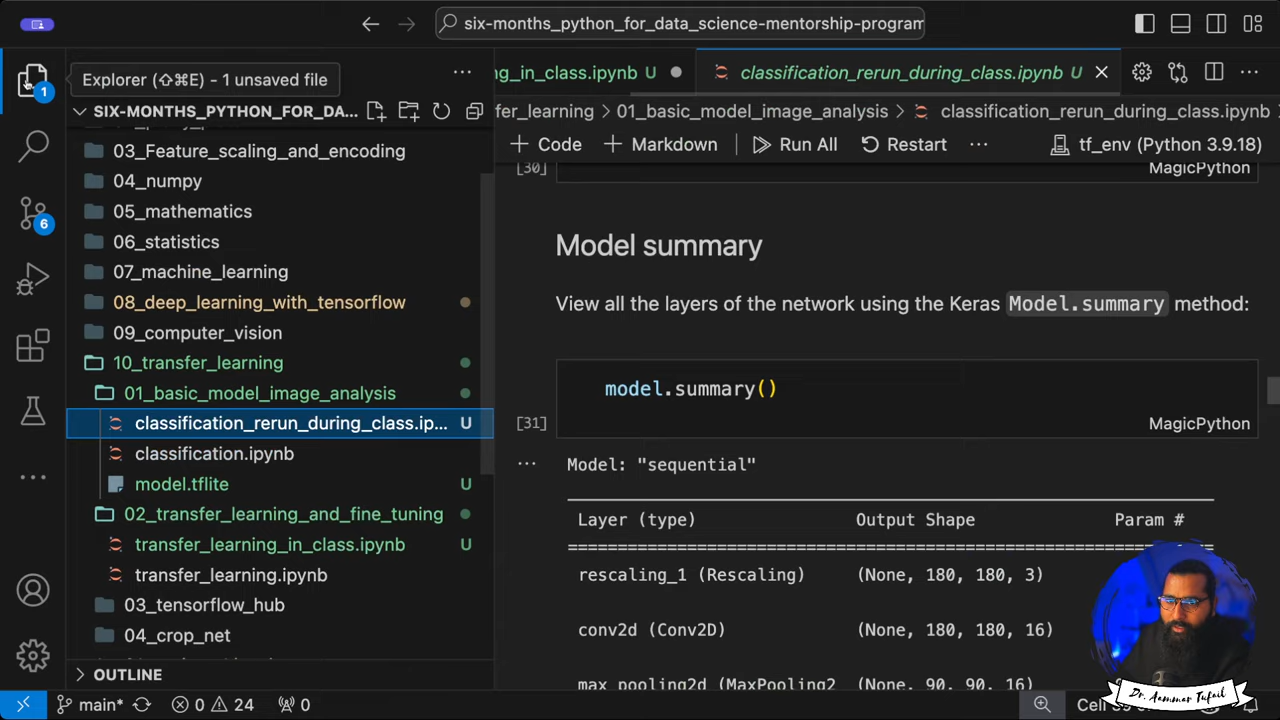 six-months_python_for_data_science-mentorship-program
Explorer (⇧⌘E) - 1 unsaved file
1
ng_in_class.ipynb U
classification_rerun_during_class.ipynb U
SIX-MONTHS_PYTHON_FOR_DA...
fer_learning > 01_basic_model_image_analysis > classification_rerun_during_class.ipynb >
Code
Markdown
Run All
Restart
tf_env (Python 3.9.18)
03_Feature_scaling_and_encoding
04_numpy
05_mathematics
06_statistics
07_machine_learning
08_deep_learning_with_tensorflow
09_computer_vision
10_transfer_learning
01_basic_model_image_analysis
classification_rerun_during_class.ip... U
classification.ipynb
model.tflite U
02_transfer_learning_and_fine_tuning
transfer_learning_in_class.ipynb U
transfer_learning.ipynb
03_tensorflow_hub
04_crop_net
OUTLINE
6
[30]
MagicPython
Model summary
View all the layers of the network using the Keras Model.summary method:
model.summary()
[31]
MagicPython
Model: "sequential"
Layer (type) Output Shape Param #
rescaling_1 (Rescaling) (None, 180, 180, 3)
conv2d (Conv2D) (None, 180, 180, 16)
max_pooling2d (MaxPooling2 (None, 90, 90, 16)
Dr. Aammar Tufail
main* 0 24 0